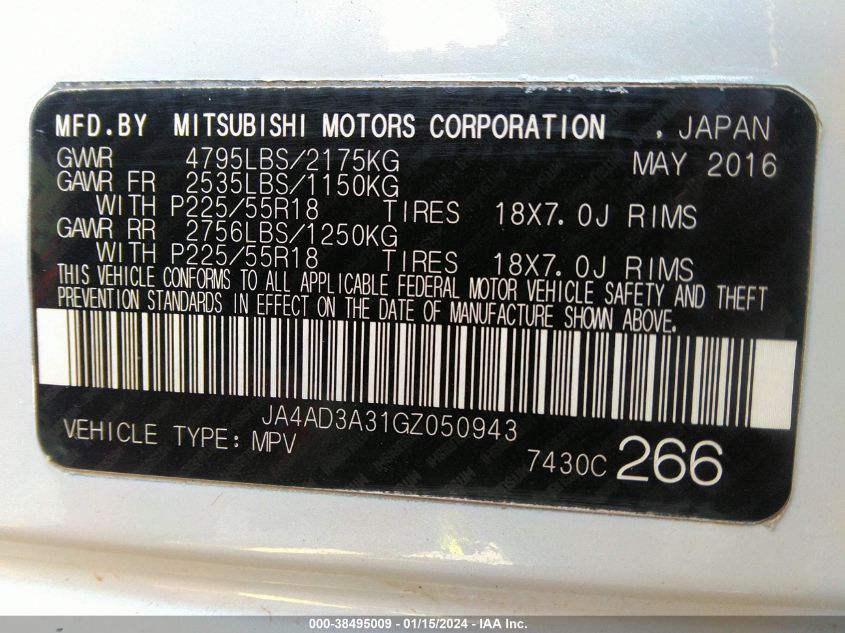 MFD.BY MITSUBISHI MOTORS CORPORATION , JAPAN
GVWR 4795LBS/2175KG MAY 2016
GAWR FR 2535LBS/1150KG
WITH P225/55R18 TIRES 18X7.0J RIMS
GAWR RR 2756LBS/1250KG
WITH P225/55R18 TIRES 18X7.0J RIMS
THIS VEHICLE CONFORMS TO ALL APPLICABLE FEDERAL MOTOR VEHICLE SAFETY AND THEFT
PREVENTION STANDARDS IN EFFECT ON THE DATE OF MANUFACTURE SHOWN ABOVE.
JA4AD3A31GZ050943
VEHICLE TYPE: MPV 7430C 266
000-38495009 - 01/15/2024 - IAA Inc.